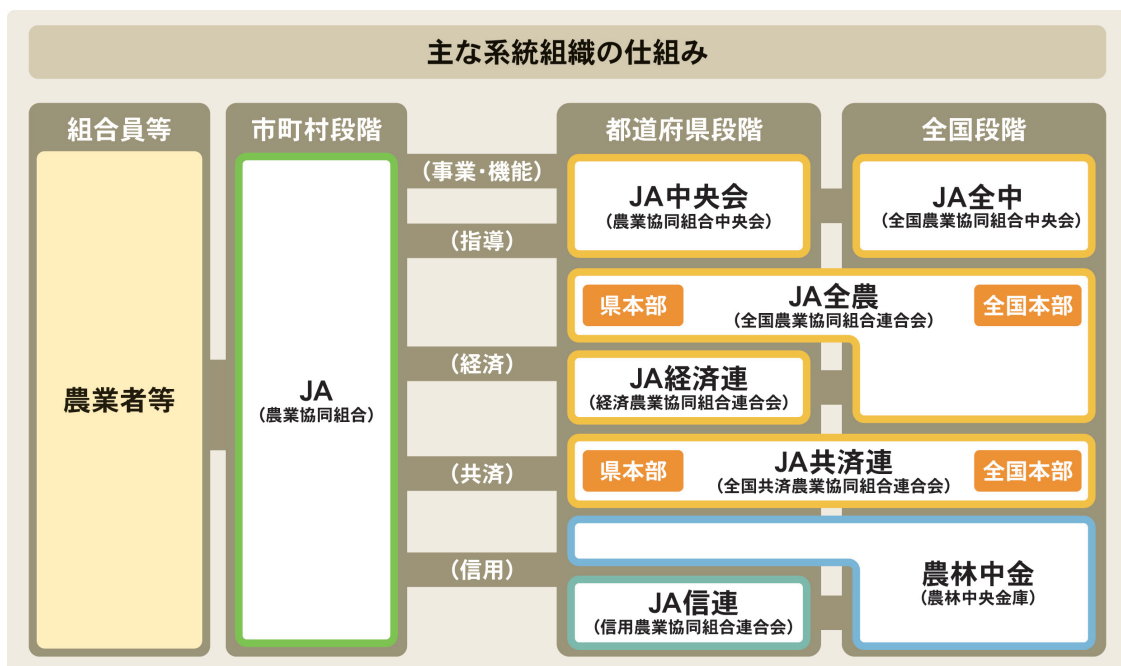 主な系統組織の仕組み
組合員等
市町村段階
都道府県段階
全国段階
農業者等
JA
(農業協同組合)
(事業・機能)
(指導)
(経済)
(共済)
(信用)
JA中央会
(農業協同組合中央会)
JA全中
(全国農業協同組合中央会)
県本部
JA全農
(全国農業協同組合連合会)
全国本部
JA経済連
(経済農業協同組合連合会)
県本部
JA共済連
(全国共済農業協同組合連合会)
全国本部
農林中金
(農林中央金庫)
JA信連
(信用農業協同組合連合会)